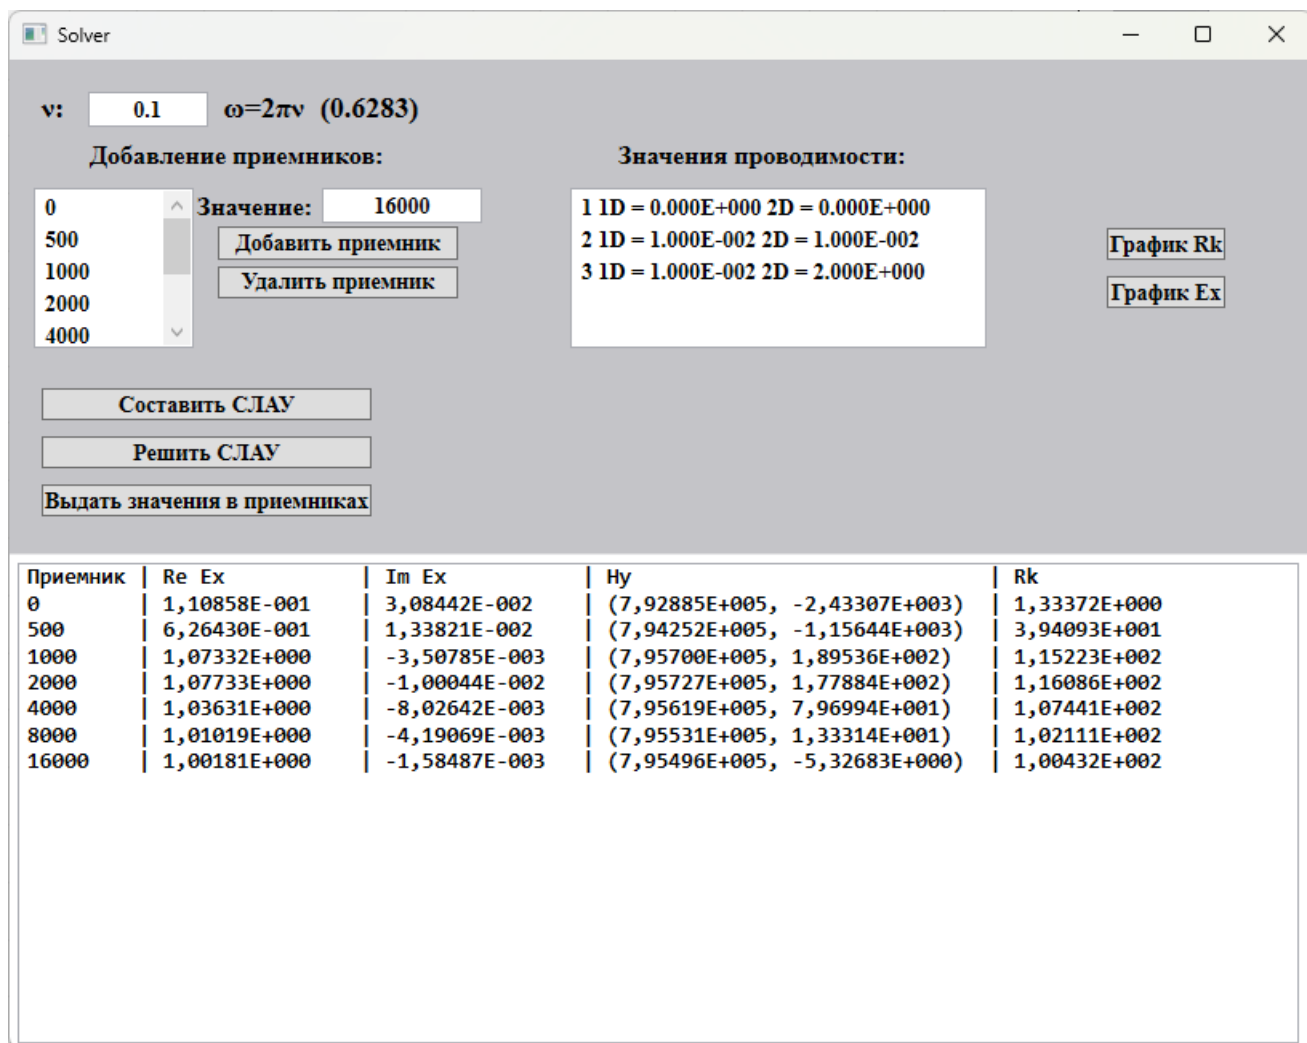 Solver
ν: 0.1 ω=2πν (0.6283)
Добавление приемников: Значения проводимости:
0
500
1000
2000
4000
Значение: 16000
Добавить приемник
Удалить приемник
1 1D = 0.000E+000 2D = 0.000E+000
2 1D = 1.000E-002 2D = 1.000E-002
3 1D = 1.000E-002 2D = 2.000E+000
График Rk
График Ex
Составить СЛАУ
Решить СЛАУ
Выдать значения в приемниках
Приемник | Re Ex | Im Ex | Hy | Rk
0 | 1,10858E-001 | 3,08442E-002 | (7,92885E+005, -2,43307E+003) | 1,33372E+000
500 | 6,26430E-001 | 1,33821E-002 | (7,94252E+005, -1,15644E+003) | 3,94093E+001
1000 | 1,07332E+000 | -3,50785E-003 | (7,95700E+005, 1,89536E+002) | 1,15223E+002
2000 | 1,07733E+000 | -1,00044E-002 | (7,95727E+005, 1,77884E+002) | 1,16086E+002
4000 | 1,03631E+000 | -8,02642E-003 | (7,95619E+005, 7,96994E+001) | 1,07441E+002
8000 | 1,01019E+000 | -4,19069E-003 | (7,95531E+005, 1,33314E+001) | 1,02111E+002
16000 | 1,00181E+000 | -1,58487E-003 | (7,95496E+005, -5,32683E+000) | 1,00432E+002